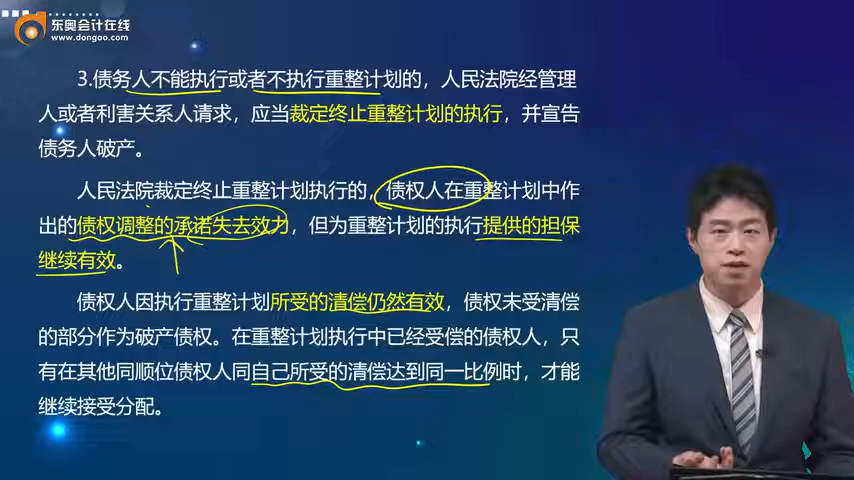 东奥会计在线
www.dongao.com
3.债务人不能执行或者不执行重整计划的，人民法院经管理
人或者利害关系人请求，应当裁定终止重整计划的执行，并宣告
债务人破产。
人民法院裁定终止重整计划执行的，债权人在重整计划中作
出的债权调整的承诺失去效力，但为重整计划的执行提供的担保
继续有效。
债权人因执行重整计划所受的清偿仍然有效，债权未受清偿
的部分作为破产债权。在重整计划执行中已经受偿的债权人，只
有在其他同顺位债权人同自己所受的清偿达到同一比例时，才能
继续接受分配。